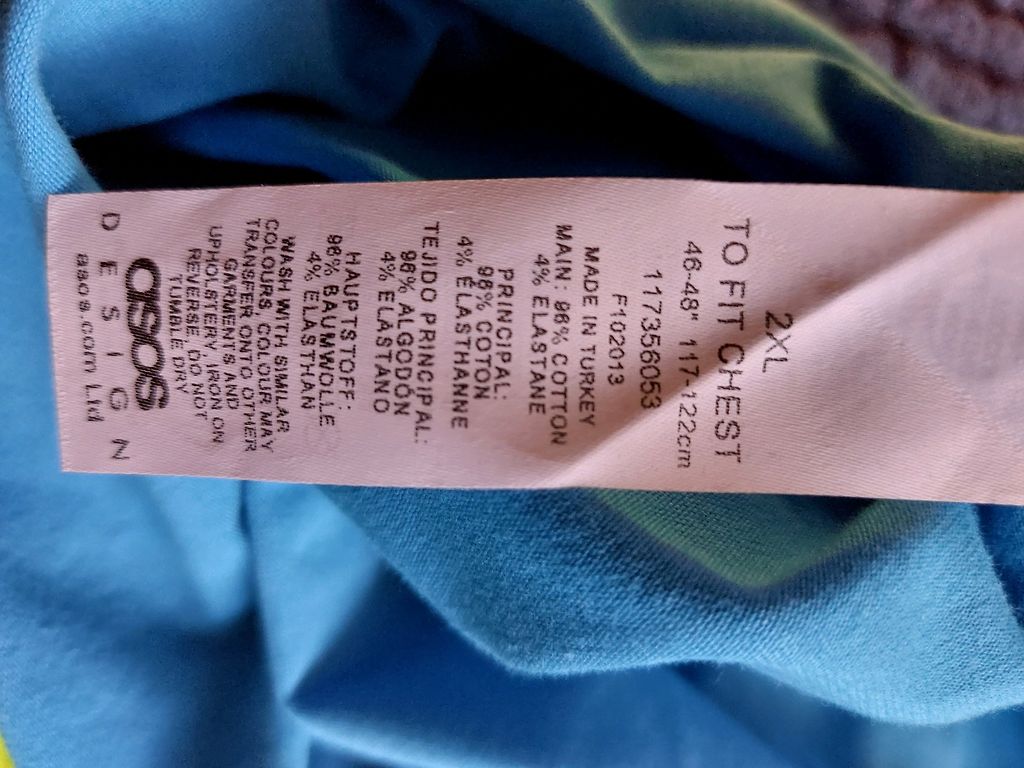 2XL
TO FIT CHEST
46-48" 117-122cm
117356053
F102013
MADE IN TURKEY
MAIN: 96% COTTON
4% ELASTANE
PRINCIPAL:
96% COTON
4% ÉLASTHANNE
TEJIDO PRINCIPAL:
96% ALGODÓN
4% ELASTANO
HAUPTSTOFF:
96% BAUMWOLLE
4% ELASTHAN
WASH WITH SIMILAR
COLOURS, COLOUR MAY
TRANSFER ONTO OTHER
GARMENTS AND
UPHOLSTERY, IRON ON
REVERSE, DO NOT
TUMBLE DRY
asos
DESIGN
asos.com Ltd